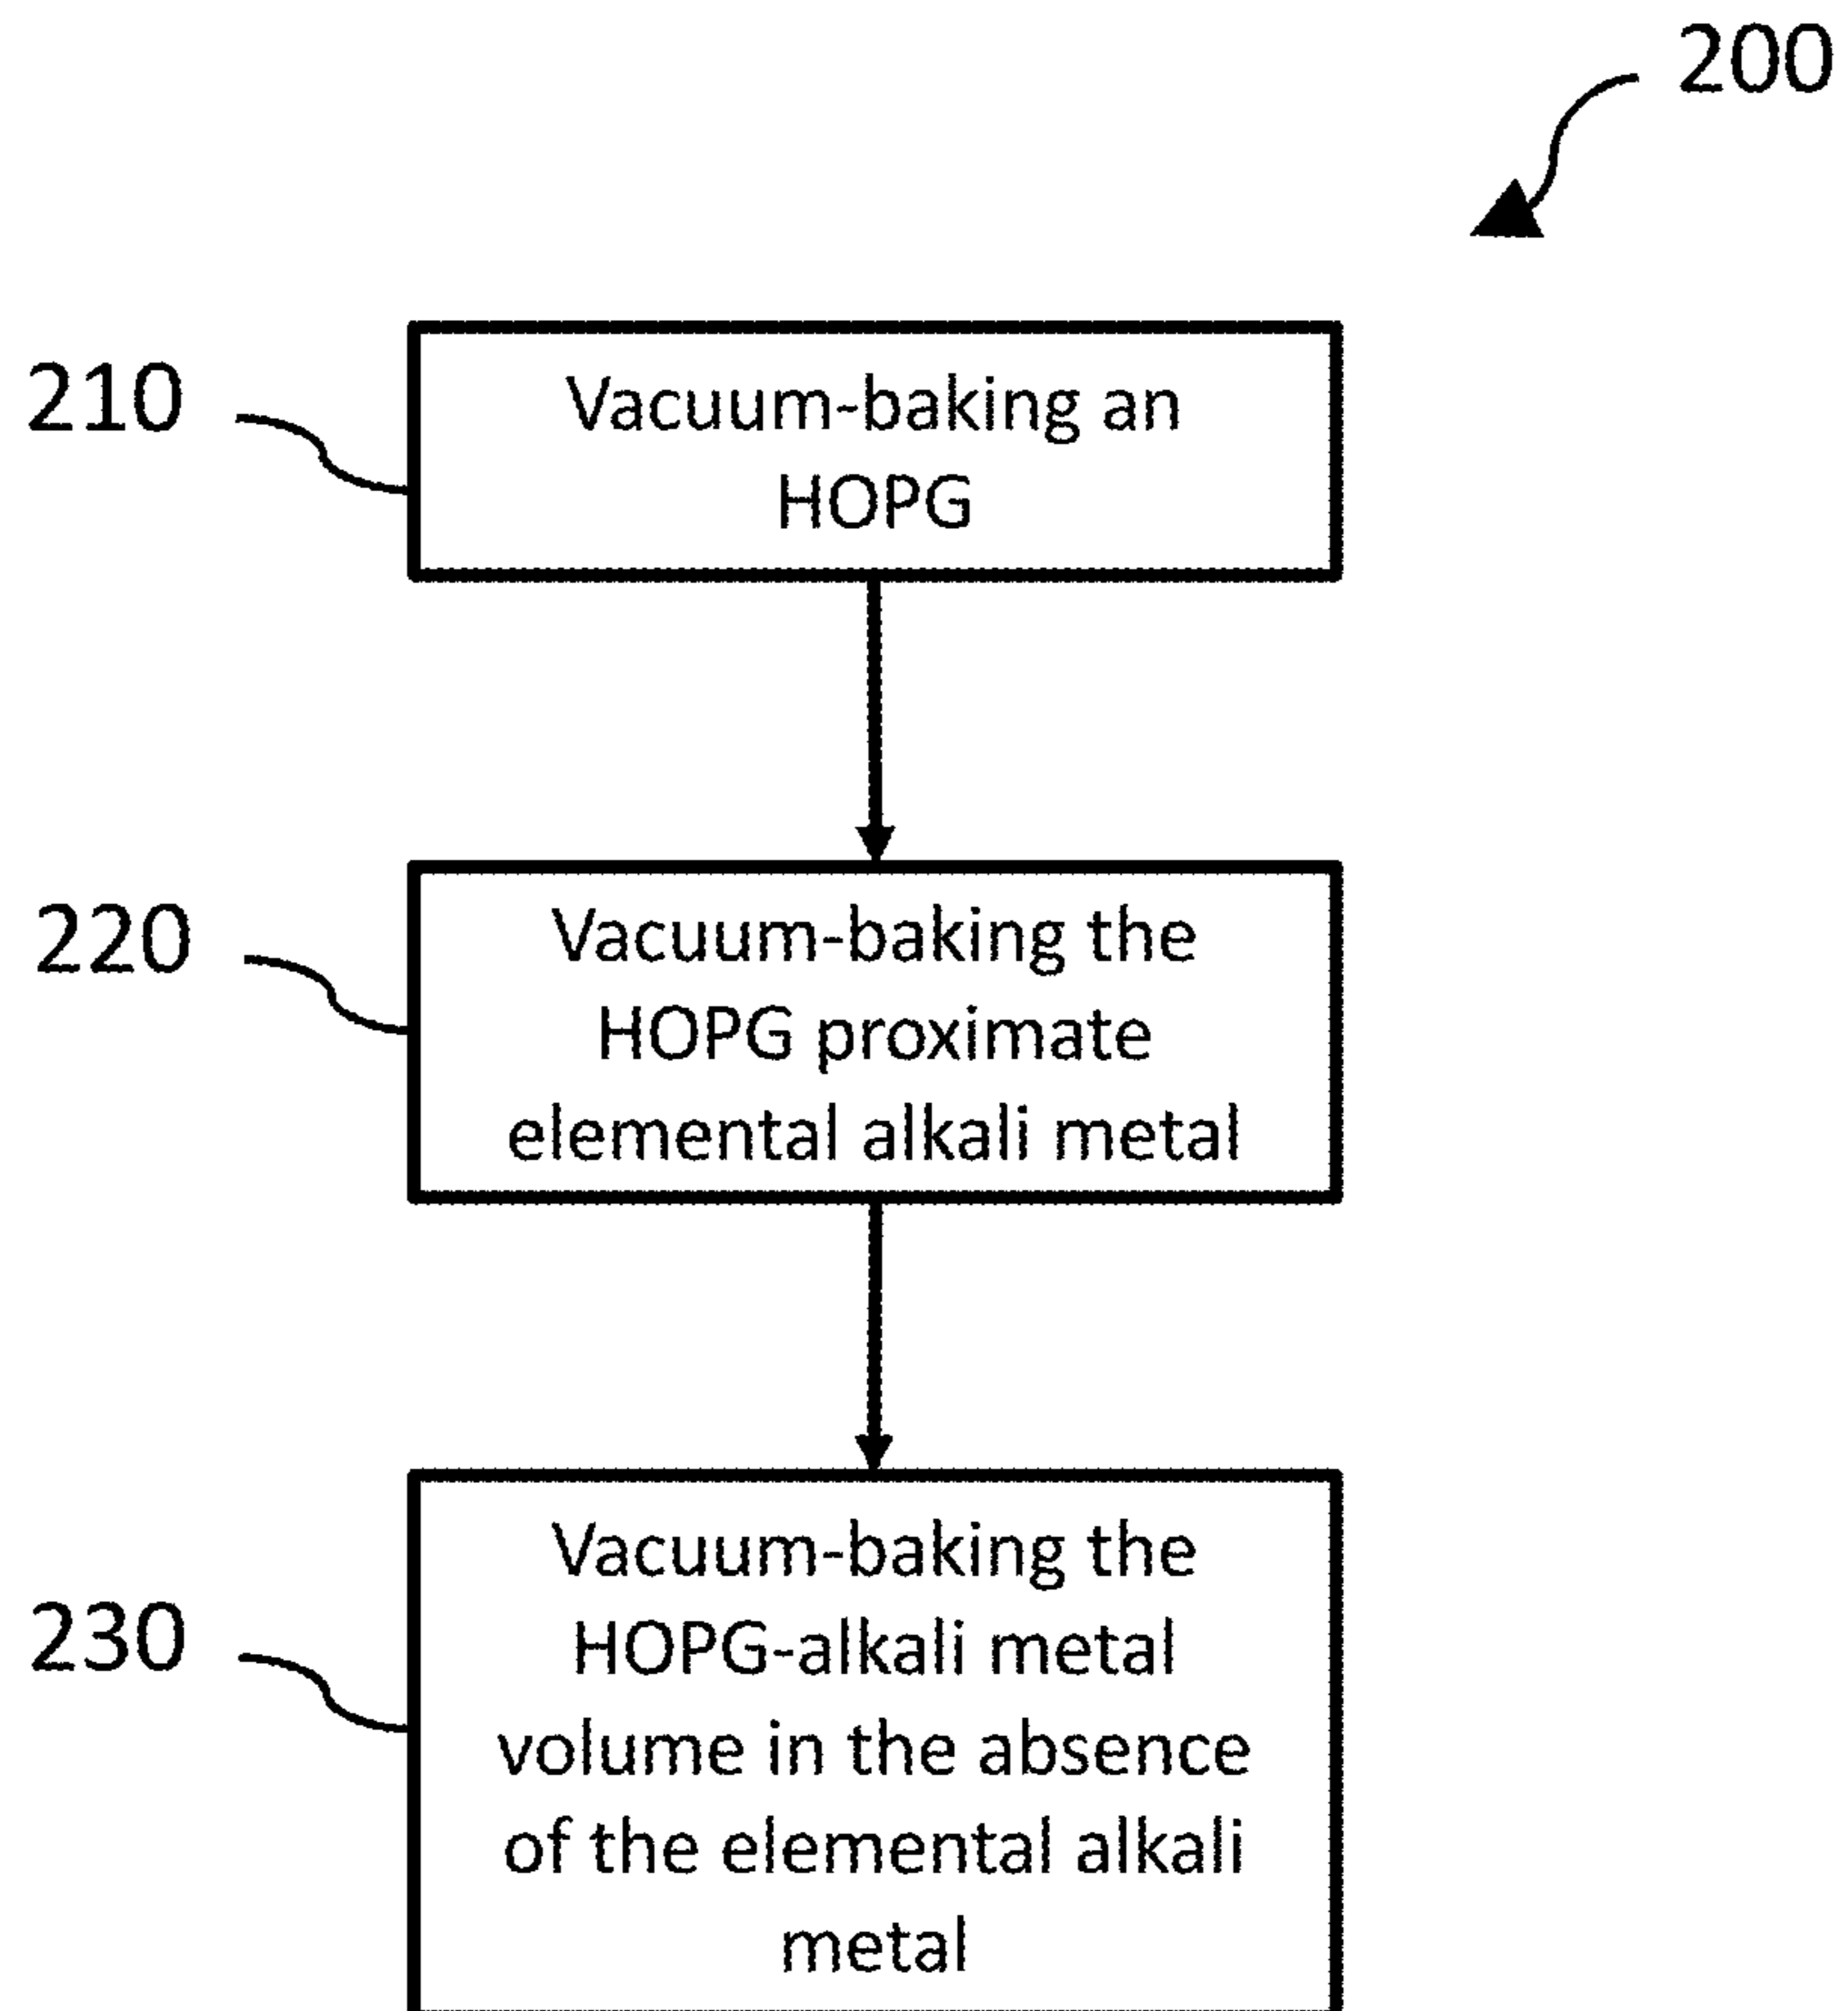 200
210
Vacuum-baking an
HOPG
220
Vacuum-baking the
HOPG proximate
elemental alkali metal
230
Vacuum-baking the
HOPG-alkali metal
volume in the absence
of the elemental alkali
metal